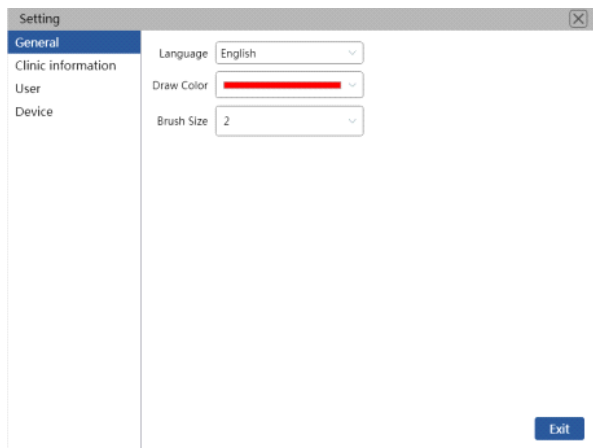 Setting
General
Clinic information
User
Device
Language English
Draw Color
Brush Size 2
Exit